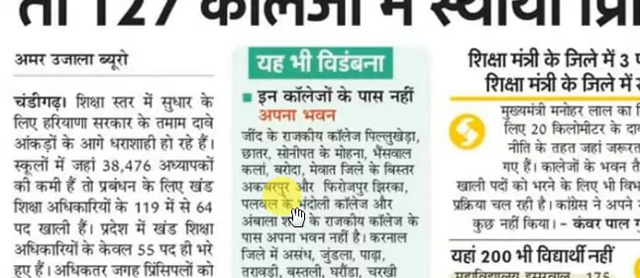 ता 127 कॉलेजों में स्थायी प्रि
अमर उजाला ब्यूरो
चंडीगढ़। शिक्षा स्तर में सुधार के
लिए हरियाणा सरकार के तमाम दावे
आंकड़ों के आगे धराशाही हो रहे हैं।
स्कूलों में जहां 38,476 अध्यापकों
की कमी हैं तो प्रबंधन के लिए खंड
शिक्षा अधिकारियों के 119 में से 64
पद खाली हैं। प्रदेश में खंड शिक्षा
अधिकारियों के केवल 55 पद ही भरे
हुए हैं। अधिकतर जगह प्रिंसिपलों को
यह भी विडंबना
■ इन कॉलेजों के पास नहीं
अपना भवन
जींद के राजकीय कॉलेज पिल्लुखेड़ा,
छातर, सोनीपत के मोहना, भैंसवाल
कलां, बरोदा, मेवात जिले के बिस्तर
अकबरपुर और फिरोजपुर झिरका,
पलवल के मंदोली कॉलेज और
अंबाला के राजकीय कॉलेज के
पास अपना भवन नहीं है। करनाल
जिले में असंध, जुंडला, पाढ़ा,
तरावड़ी, बस्तली, घरौंडा, चरखी
शिक्षा मंत्री के जिले में 3
शिक्षा मंत्री के जिले में
मुख्यमंत्री मनोहर लाल का
लिए 20 किलोमीटर के द
नीति के तहत जहां जरूरत
गए हैं। कालेजों के भवन
खाली पदों को भरने के लिए भी वि
प्रक्रिया चल रही है। कांग्रेस ने अपने
कुछ नहीं किया। - कंवर पाल
यहां 200 भी विद्यार्थी नहीं